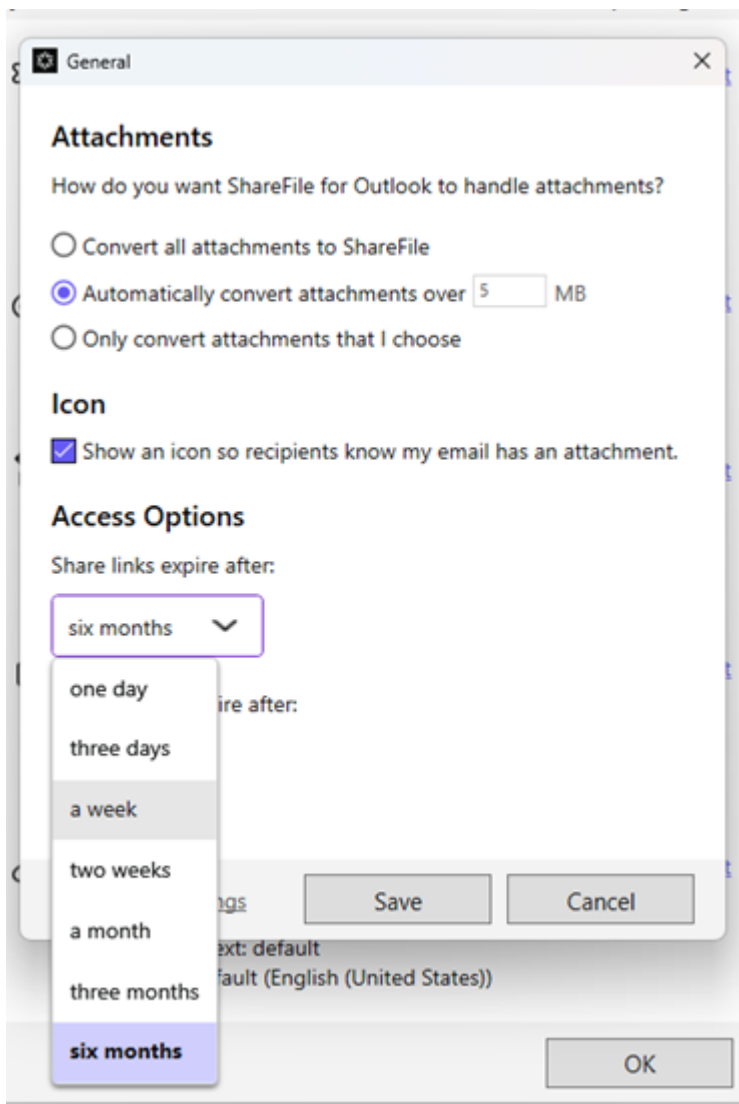 General
Attachments
How do you want ShareFile for Outlook to handle attachments?
Convert all attachments to ShareFile
Automatically convert attachments over 5 MB
Only convert attachments that I choose
Icon
Show an icon so recipients know my email has an attachment.
Access Options
Share links expire after:
six months
one day
ire after:
three days
a week
two weeks
ngs Save Cancel
a month
ext: default
fault (English (United States))
three months
six months
OK